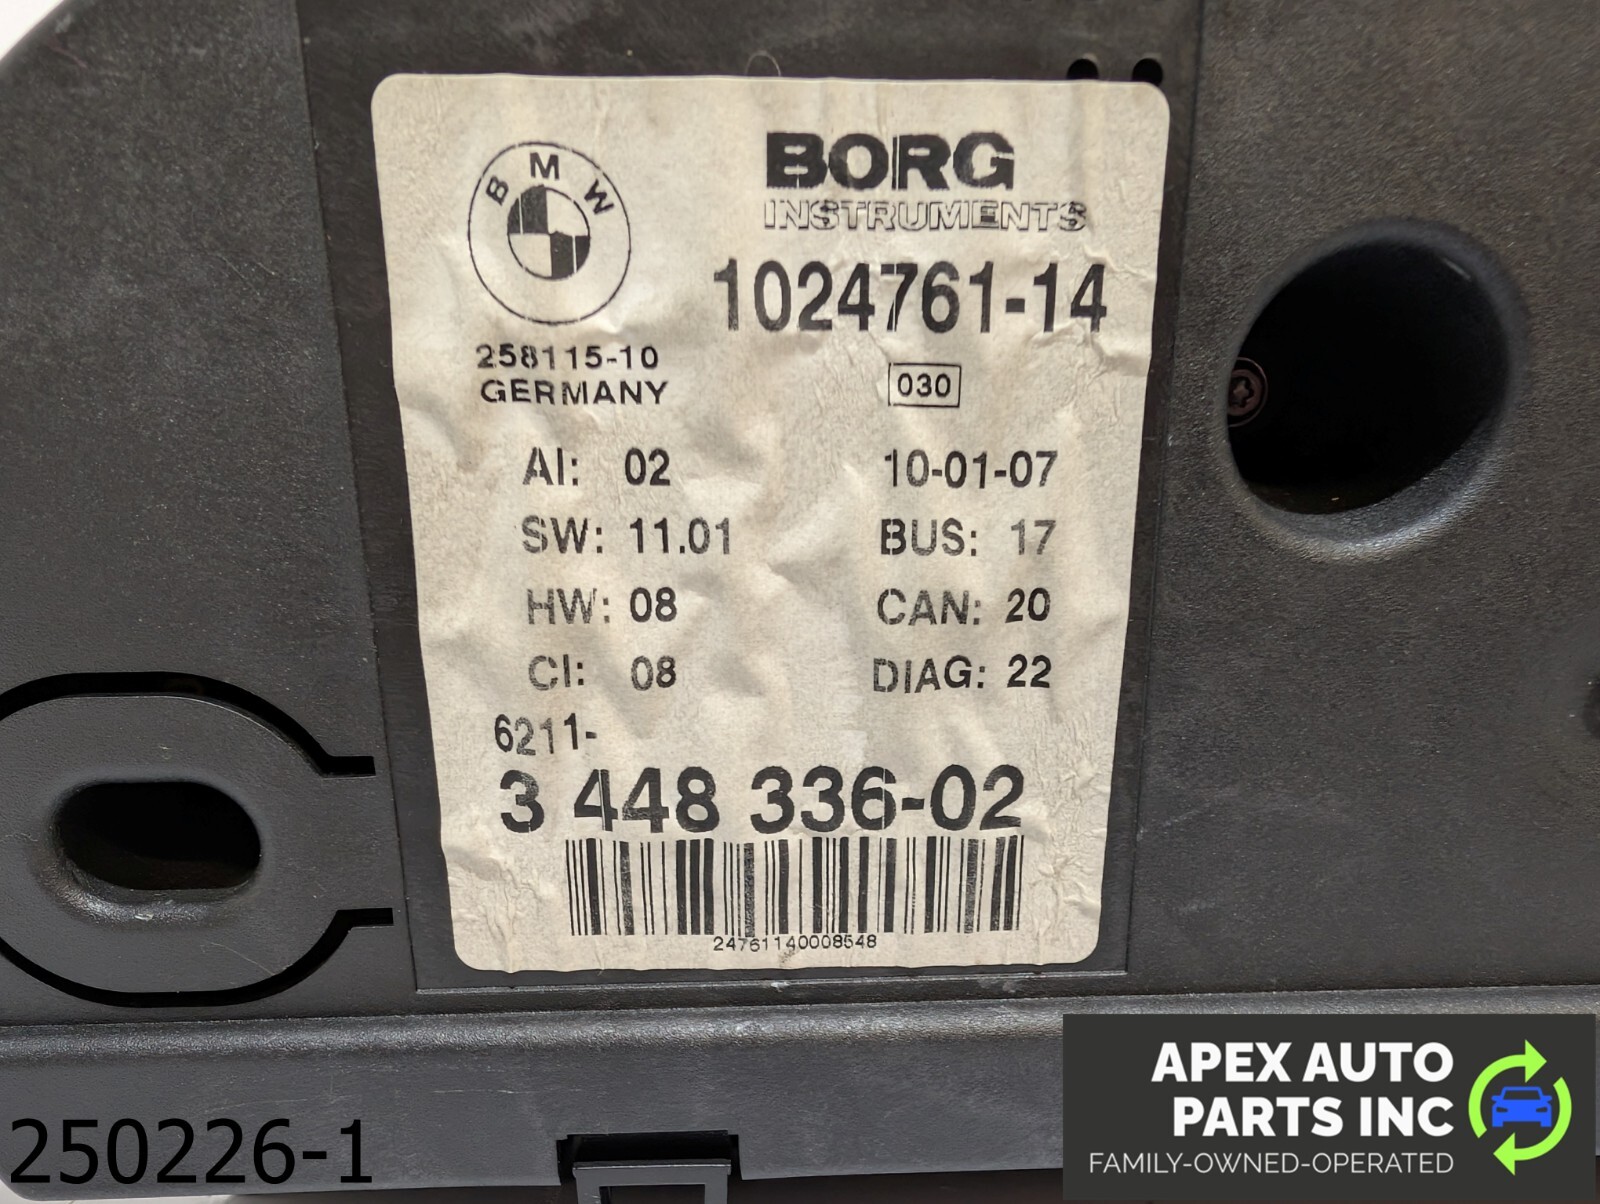 BMW
BORG
INSTRUMENTS
1024761-14
258115-10
GERMANY
030
AI: 02
10-01-07
SW: 11.01
BUS: 17
HW: 08
CAN: 20
CI: 08
DIAG: 22
6211-
3 448 336-02
24761140008548
250226-1
APEX AUTO
PARTS INC
FAMILY-OWNED-OPERATED